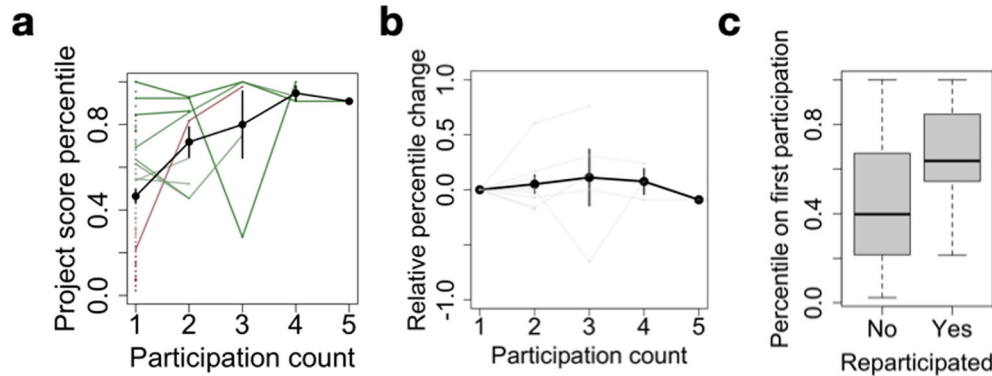 a
Project score percentile
0.0 0.4 0.8
1 2 3 4 5
Participation count
b
Relative percentile change
-1.0 0.0 0.5 1.0
1 2 3 4 5
Participation count
c
Percentile on first participation
0.0 0.4 0.8
No Yes
Reparticipated